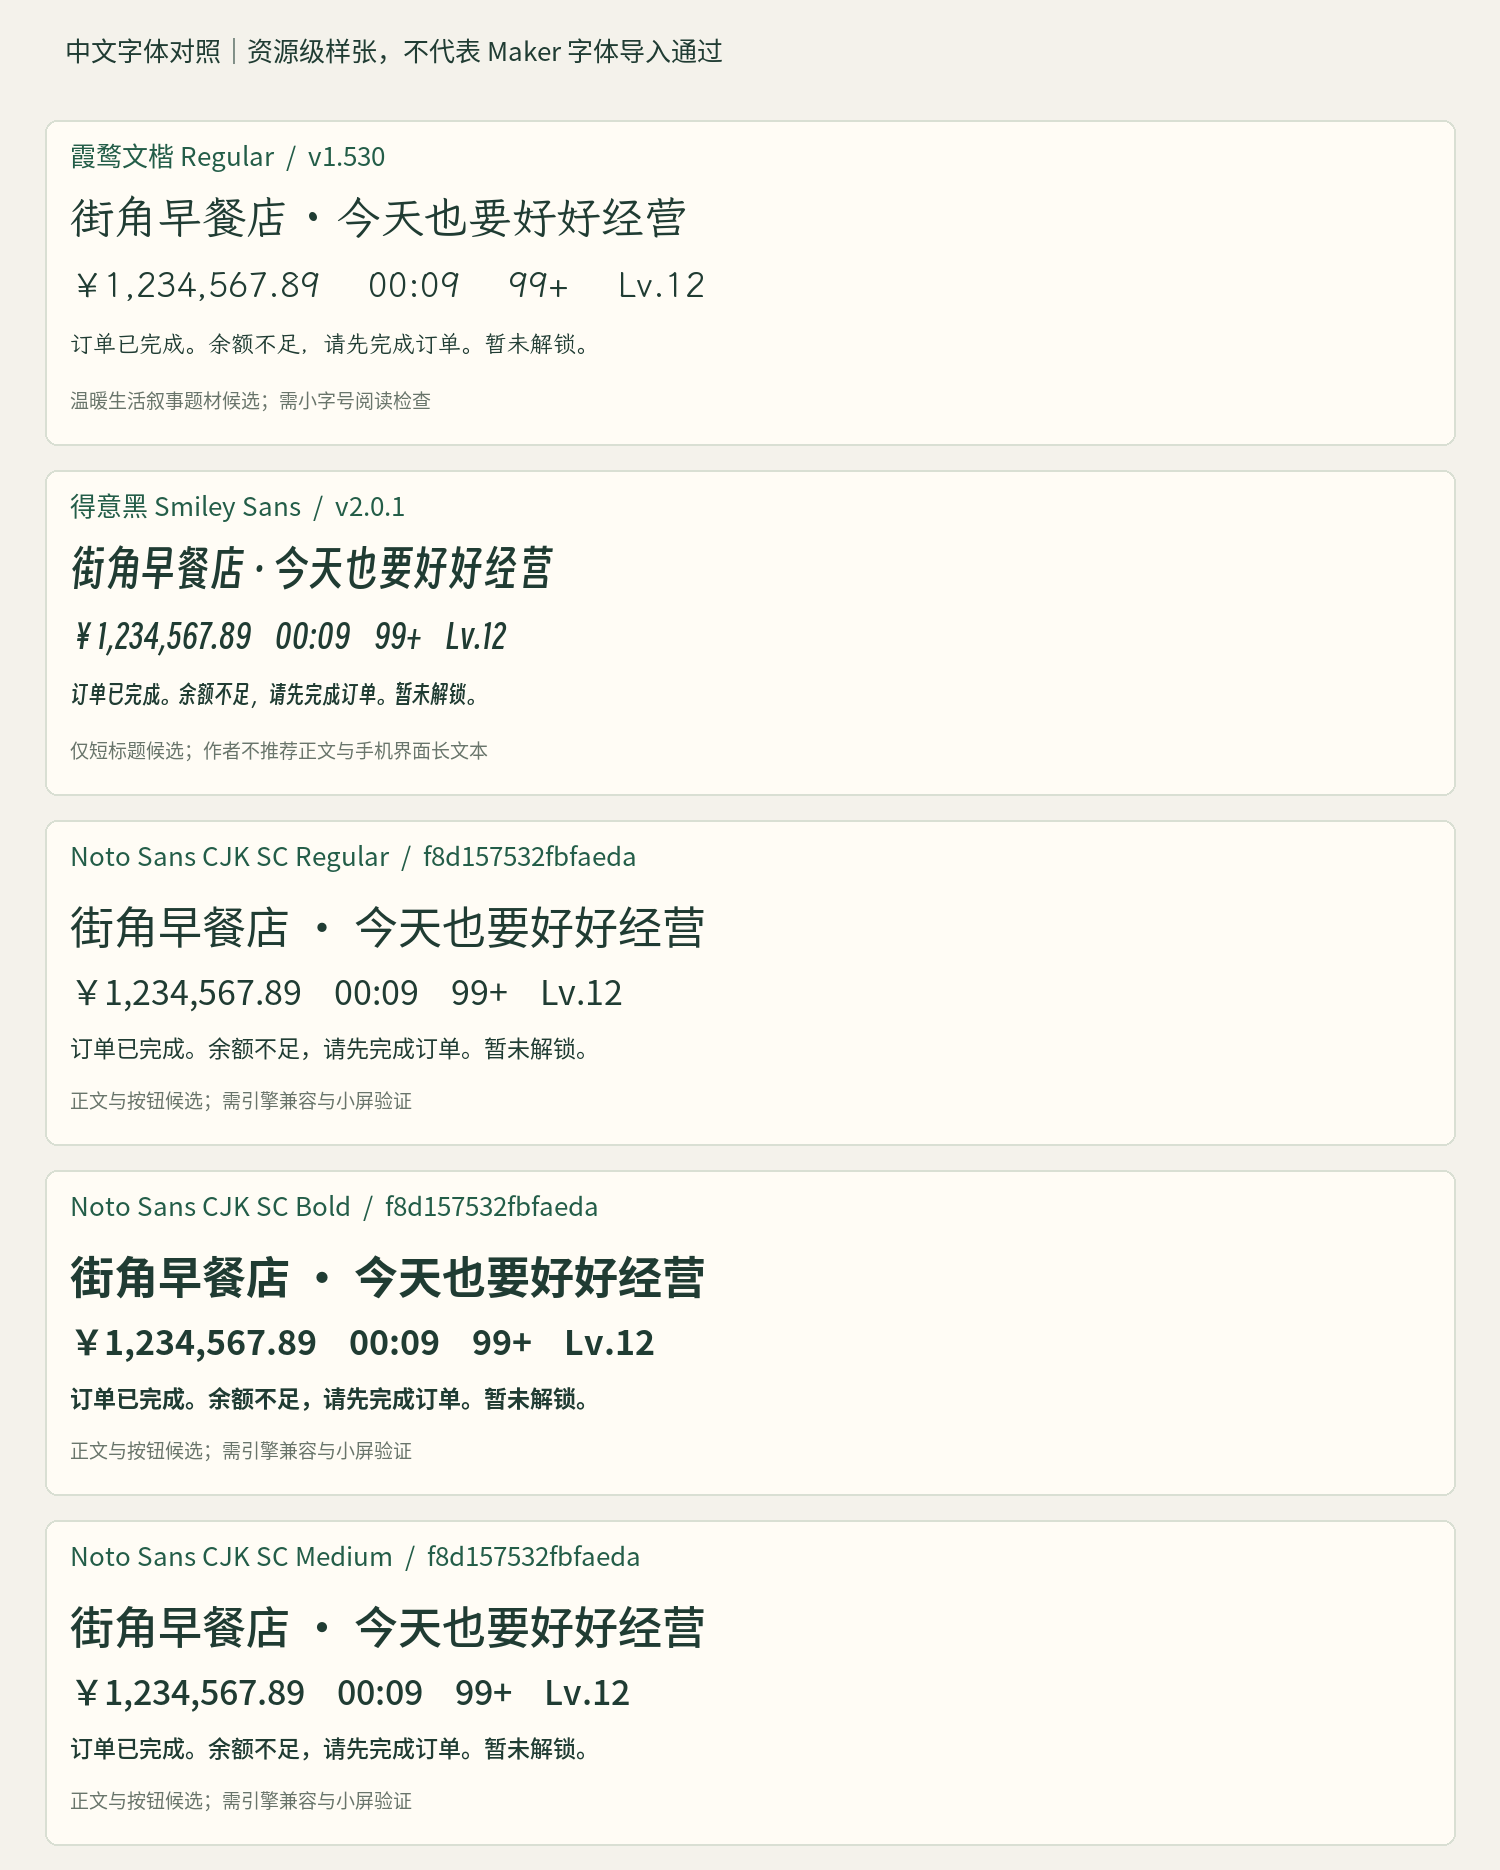 中文字体对照｜资源级样张，不代表 Maker 字体导入通过
霞鹜文楷 Regular / v1.530
街角早餐店 · 今天也要好好经营
￥1,234,567.89 00:09 99+ Lv.12
订单已完成。余额不足，请先完成订单。暂未解锁。
温暖生活叙事题材候选；需小字号阅读检查
得意黑 Smiley Sans / v2.0.1
街角早餐店 · 今天也要好好经营
￥1,234,567.89 00:09 99+ Lv.12
订单已完成。余额不足，请先完成订单。暂未解锁。
仅短标题候选；作者不推荐正文与手机界面长文本
Noto Sans CJK SC Regular / f8d157532fbfaeda
街角早餐店 · 今天也要好好经营
￥1,234,567.89 00:09 99+ Lv.12
订单已完成。余额不足，请先完成订单。暂未解锁。
正文与按钮候选；需引擎兼容与小屏验证
Noto Sans CJK SC Bold / f8d157532fbfaeda
街角早餐店 · 今天也要好好经营
￥1,234,567.89 00:09 99+ Lv.12
订单已完成。余额不足，请先完成订单。暂未解锁。
正文与按钮候选；需引擎兼容与小屏验证
Noto Sans CJK SC Medium / f8d157532fbfaeda
街角早餐店 · 今天也要好好经营
￥1,234,567.89 00:09 99+ Lv.12
订单已完成。余额不足，请先完成订单。暂未解锁。
正文与按钮候选；需引擎兼容与小屏验证